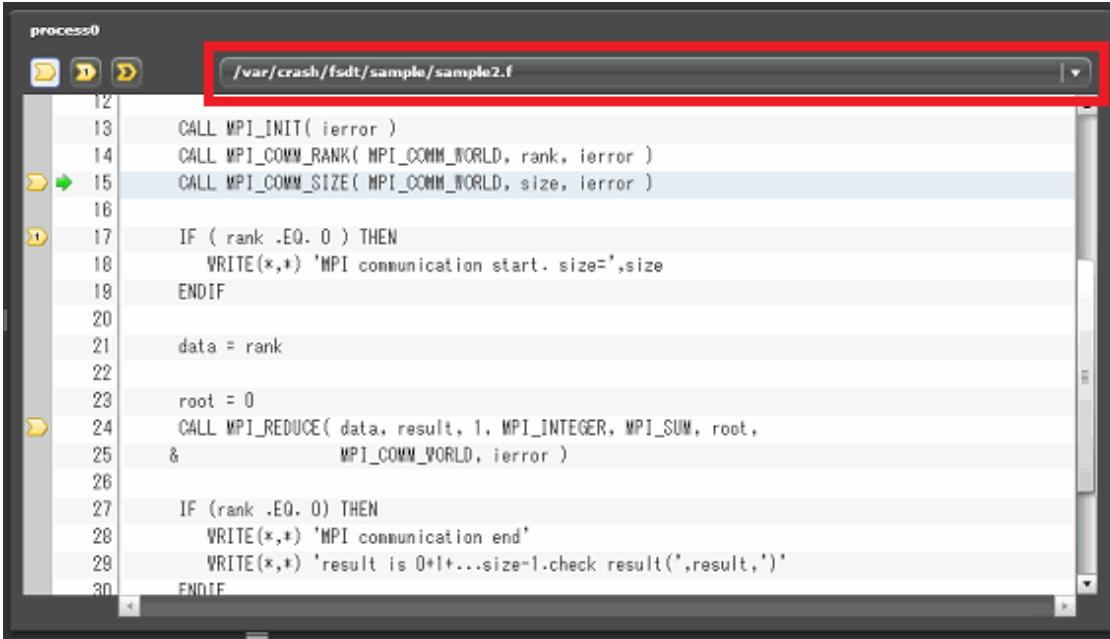 process0
/var/crash/fsdt/sample/sample2.f
12
13 CALL MPI_INIT( ierror )
14 CALL MPI_COMM_RANK( MPI_COMM_WORLD, rank, ierror )
15 CALL MPI_COMM_SIZE( MPI_COMM_WORLD, size, ierror )
16
1 17 IF ( rank .EQ. 0 ) THEN
18 WRITE(*,*) 'MPI communication start. size=',size
19 ENDIF
20
21 data = rank
22
23 root = 0
24 CALL MPI_REDUCE( data, result, 1, MPI_INTEGER, MPI_SUM, root,
25 & MPI_COMM_WORLD, ierror )
26
27 IF (rank .EQ. 0) THEN
28 WRITE(*,*) 'MPI communication end'
29 WRITE(*,*) 'result is 0+1+...size-1.check result(',result,')'
30 ENDIF